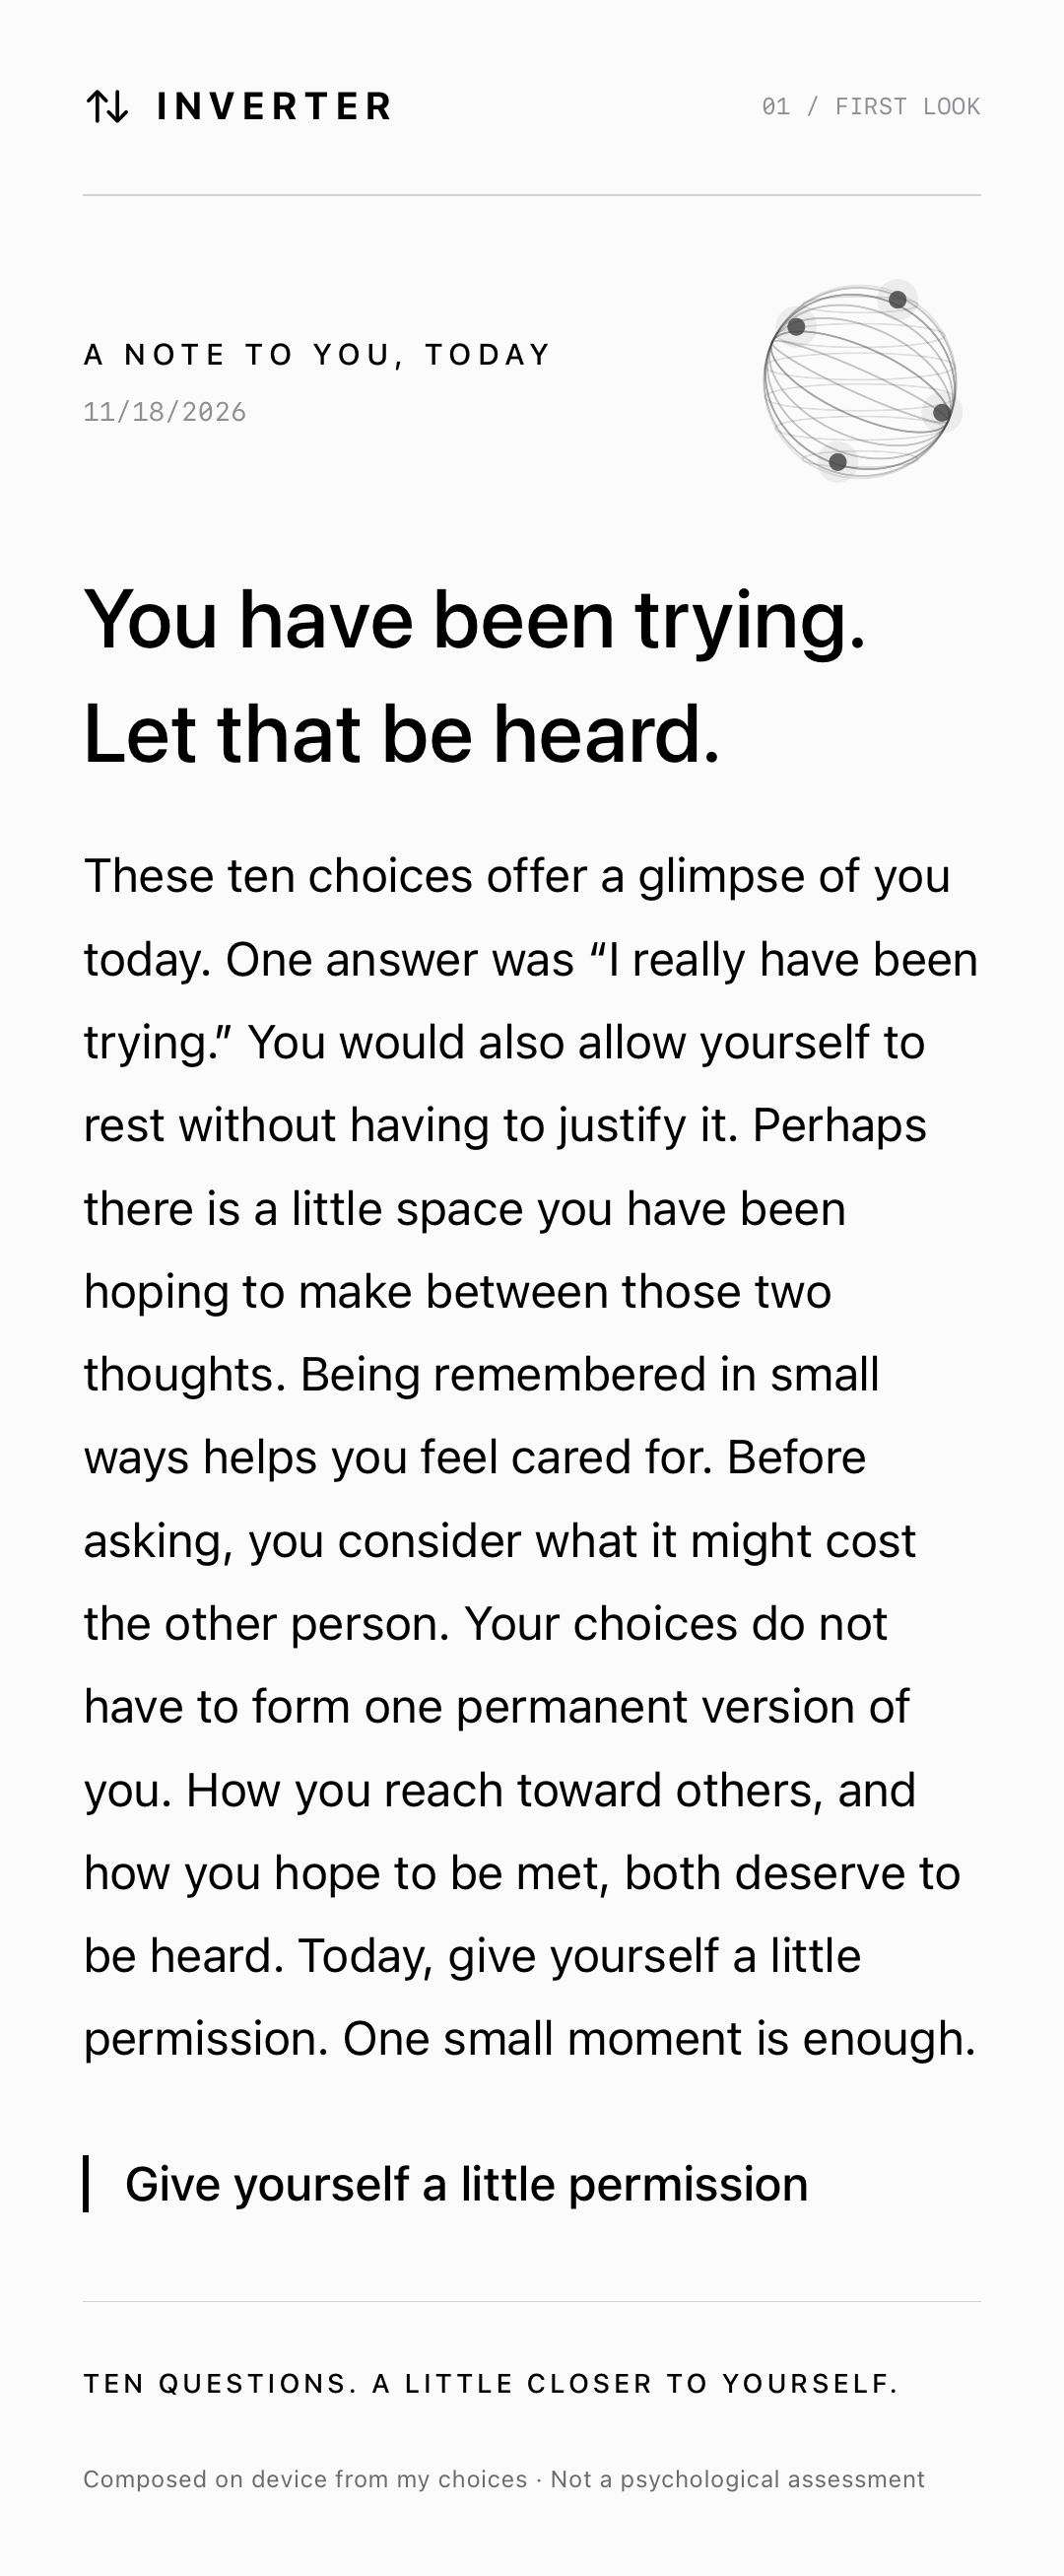 INVERTER
01 / FIRST LOOK
A NOTE TO YOU, TODAY
11/18/2026
You have been trying.
Let that be heard.
These ten choices offer a glimpse of you
today. One answer was “I really have been
trying.” You would also allow yourself to
rest without having to justify it. Perhaps
there is a little space you have been
hoping to make between those two
thoughts. Being remembered in small
ways helps you feel cared for. Before
asking, you consider what it might cost
the other person. Your choices do not
have to form one permanent version of
you. How you reach toward others, and
how you hope to be met, both deserve to
be heard. Today, give yourself a little
permission. One small moment is enough.
Give yourself a little permission
TEN QUESTIONS. A LITTLE CLOSER TO YOURSELF.
Composed on device from my choices · Not a psychological assessment